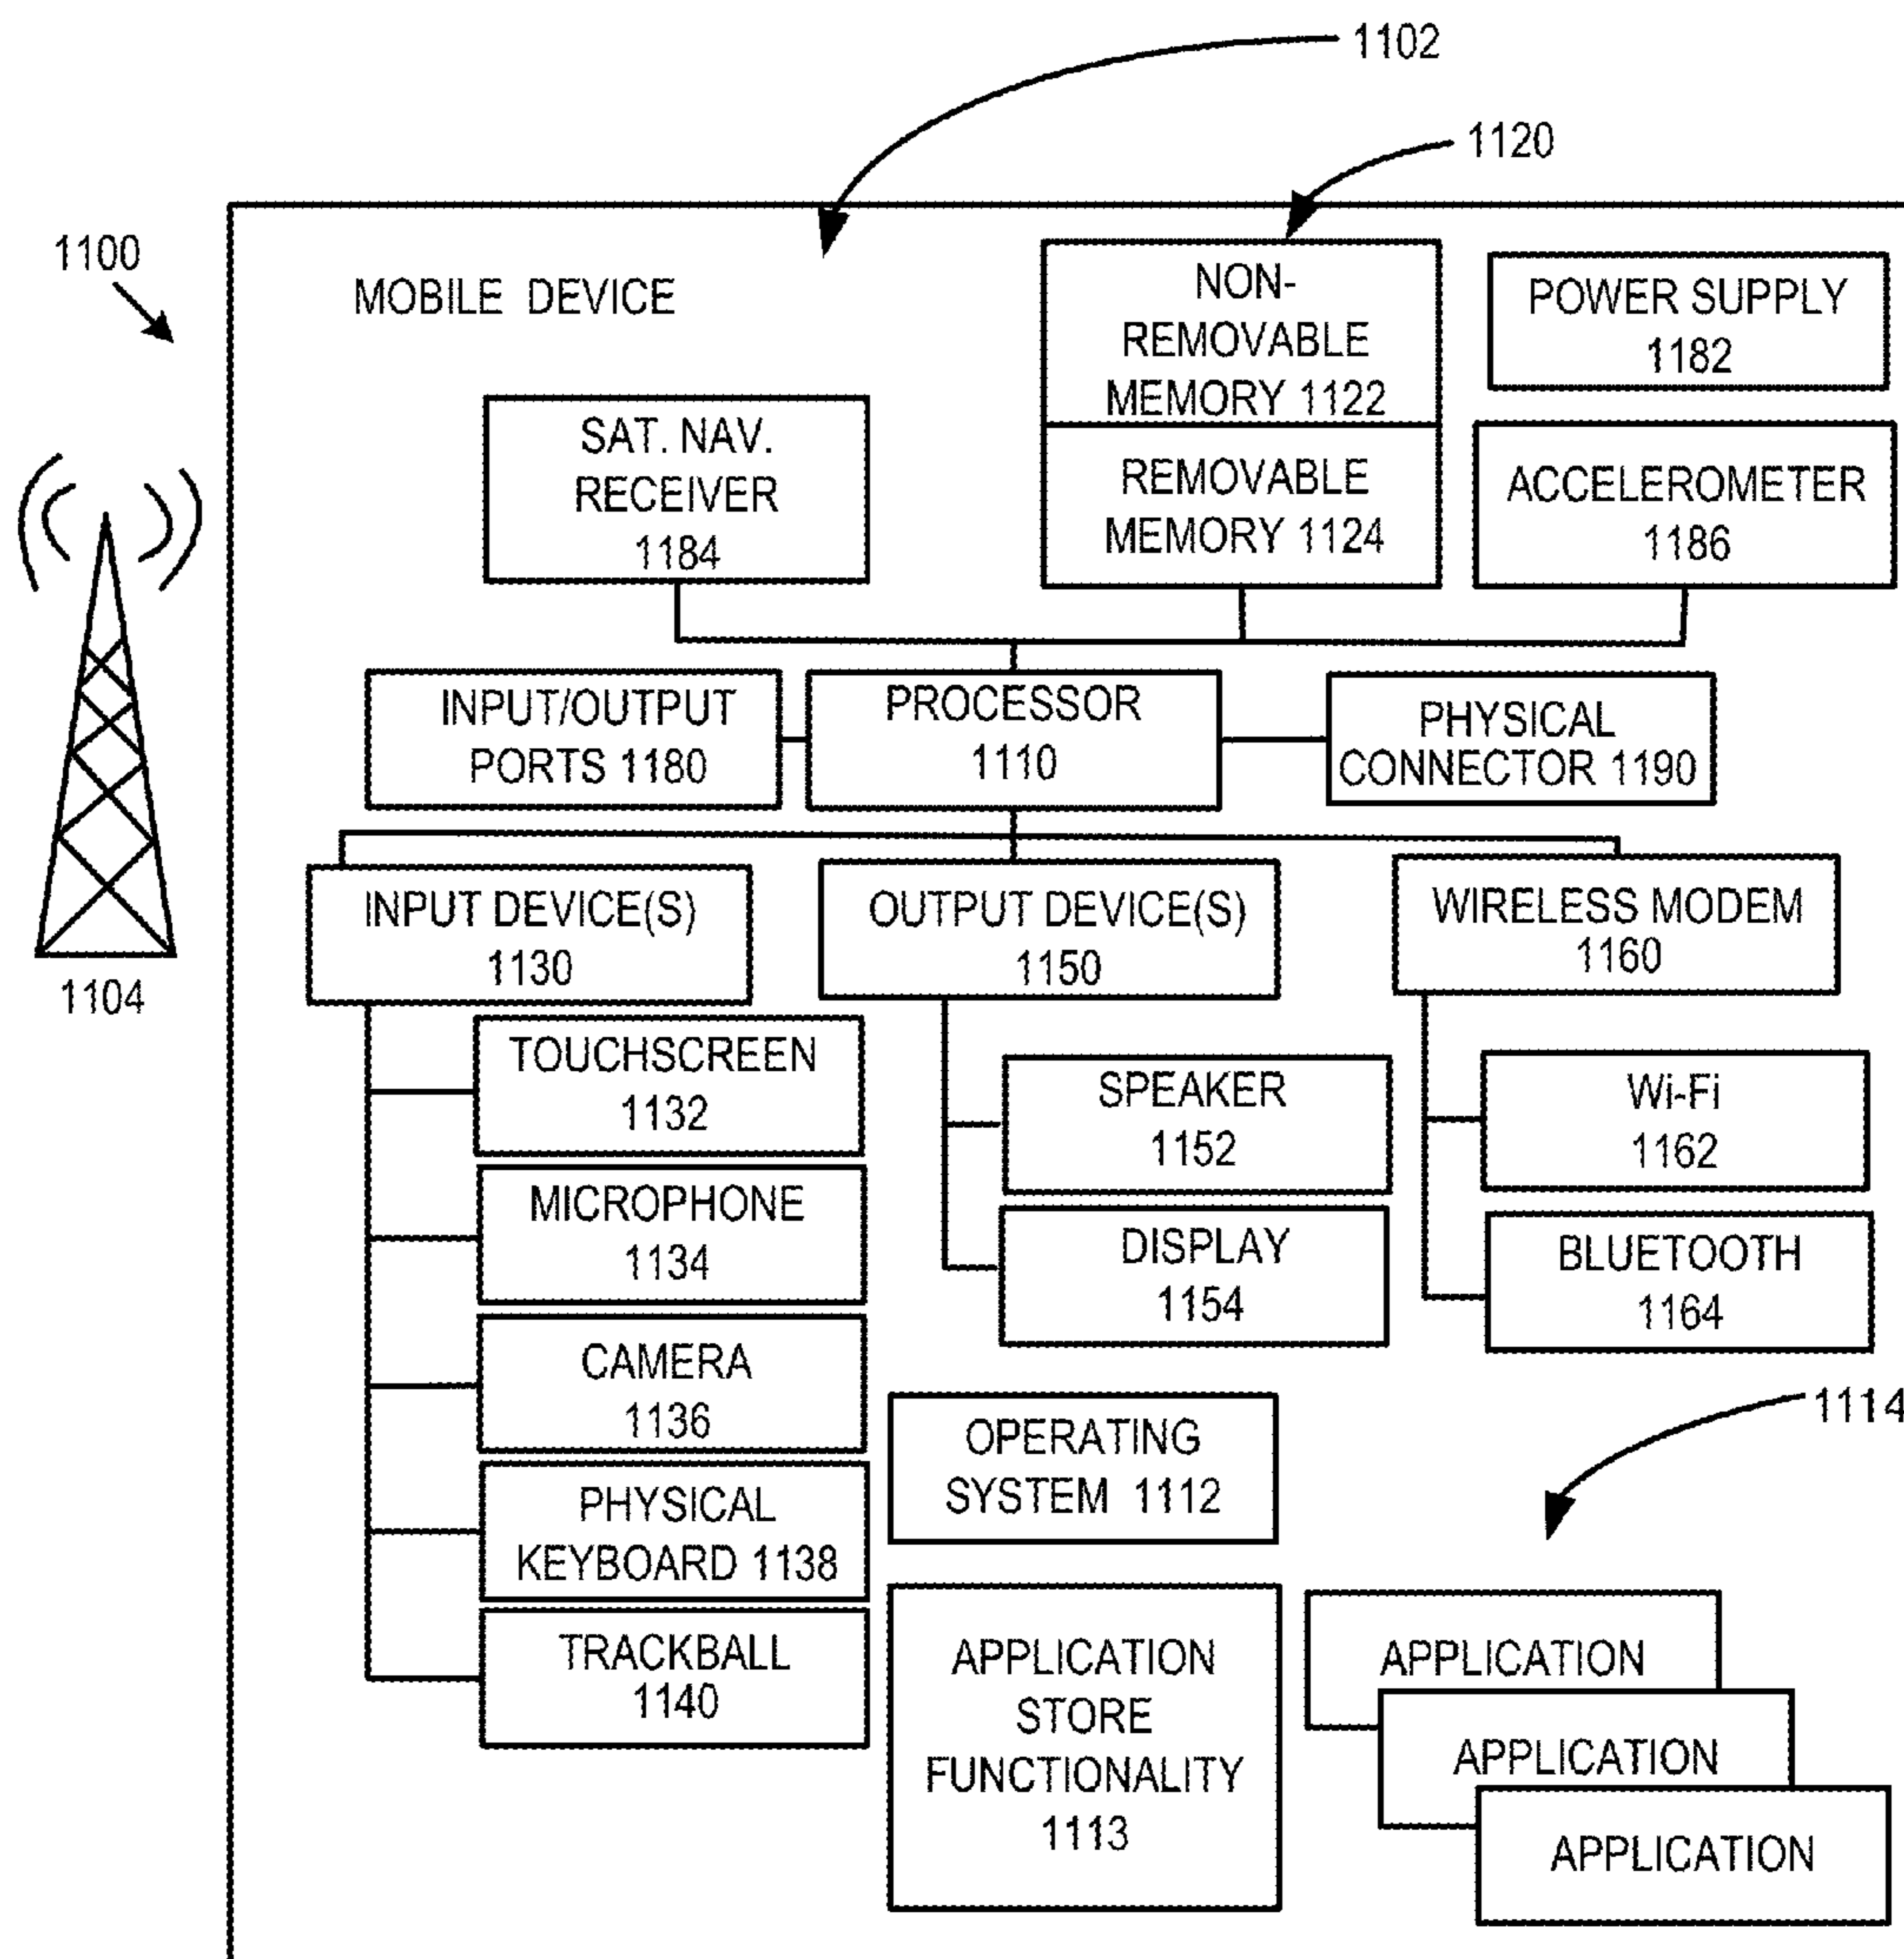 1102
1120
1100
MOBILE DEVICE
NON-
REMOVABLE
MEMORY 1122
POWER SUPPLY
1182
SAT. NAV.
RECEIVER
1184
REMOVABLE
MEMORY 1124
ACCELEROMETER
1186
INPUT/OUTPUT
PORTS 1180
PROCESSOR
1110
PHYSICAL
CONNECTOR 1190
INPUT DEVICE(S)
1130
OUTPUT DEVICE(S)
1150
WIRELESS MODEM
1160
1104
TOUCHSCREEN
1132
SPEAKER
1152
Wi-Fi
1162
MICROPHONE
1134
DISPLAY
1154
BLUETOOTH
1164
CAMERA
1136
OPERATING
SYSTEM 1112
1114
PHYSICAL
KEYBOARD 1138
TRACKBALL
1140
APPLICATION
STORE
FUNCTIONALITY
1113
APPLICATION
APPLICATION
APPLICATION